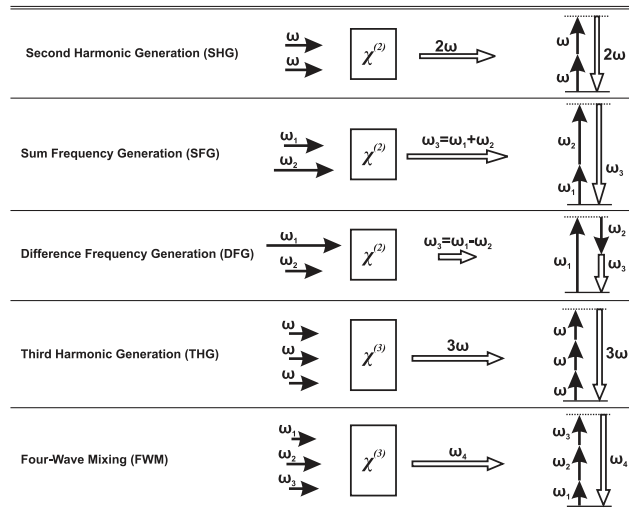 Second Harmonic Generation (SHG)
ω
ω
χ(2)
2ω
ω
ω
2ω
Sum Frequency Generation (SFG)
ω1
ω2
χ(2)
ω3=ω1+ω2
ω2
ω1
ω3
Difference Frequency Generation (DFG)
ω1
ω2
χ(2)
ω3=ω1-ω2
ω1
ω2
ω3
Third Harmonic Generation (THG)
ω
ω
ω
χ(3)
3ω
ω
ω
ω
3ω
Four-Wave Mixing (FWM)
ω1
ω2
ω3
χ(3)
ω4
ω3
ω2
ω1
ω4